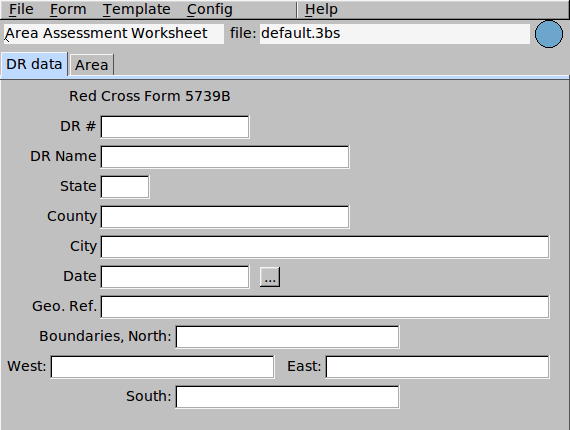 File Form Template Config Help
Area Assessment Worksheet file: default.3bs
DR data Area
Red Cross Form 5739B
DR #
DR Name
State
County
City
Date ...
Geo. Ref.
Boundaries, North:
West: East:
South: